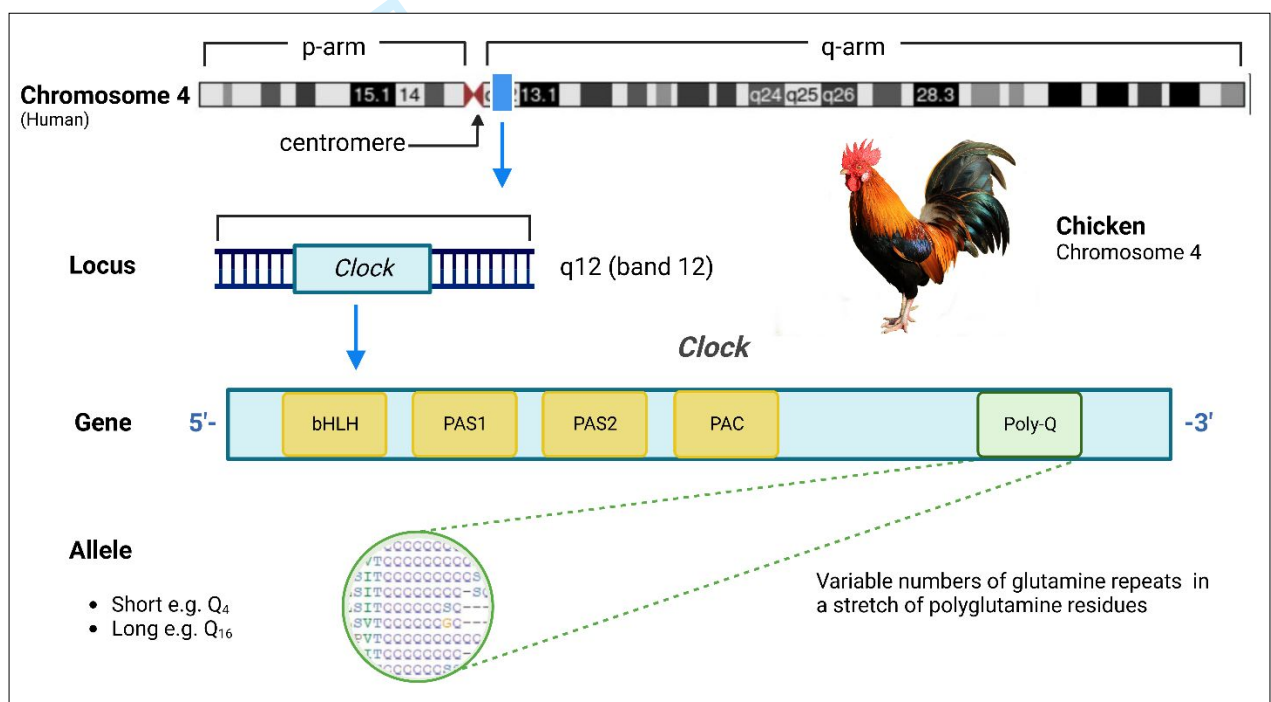 p-arm
q-arm
Chromosome 4
(Human)
15.1 14
13.1
q24 q25 q26
28.3
centromere
Chicken
Chromosome 4
Locus
Clock
q12 (band 12)
Clock
Gene
5'-
bHLH
PAS1
PAS2
PAC
Poly-Q
-3'
Allele
• Short e.g. Q₄
• Long e.g. Q₁₆
Variable numbers of glutamine repeats in
a stretch of polyglutamine residues